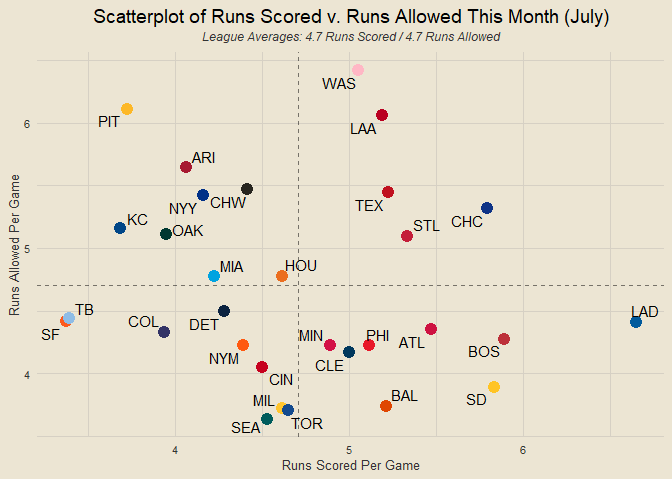 Scatterplot of Runs Scored v. Runs Allowed This Month (July)
League Averages: 4.7 Runs Scored / 4.7 Runs Allowed
WAS
PIT
LAA
6
ARI
NYY
CHW
TEX
KC
OAK
STL
CHC
5
MIA
HOU
TB
SF
COL
DET
LAD
MIN
PHI
ATL
BOS
NYM
CLE
4
CIN
MIL
BAL
SD
SEA
TOR
4
5
6
Runs Scored Per Game
Runs Allowed Per Game